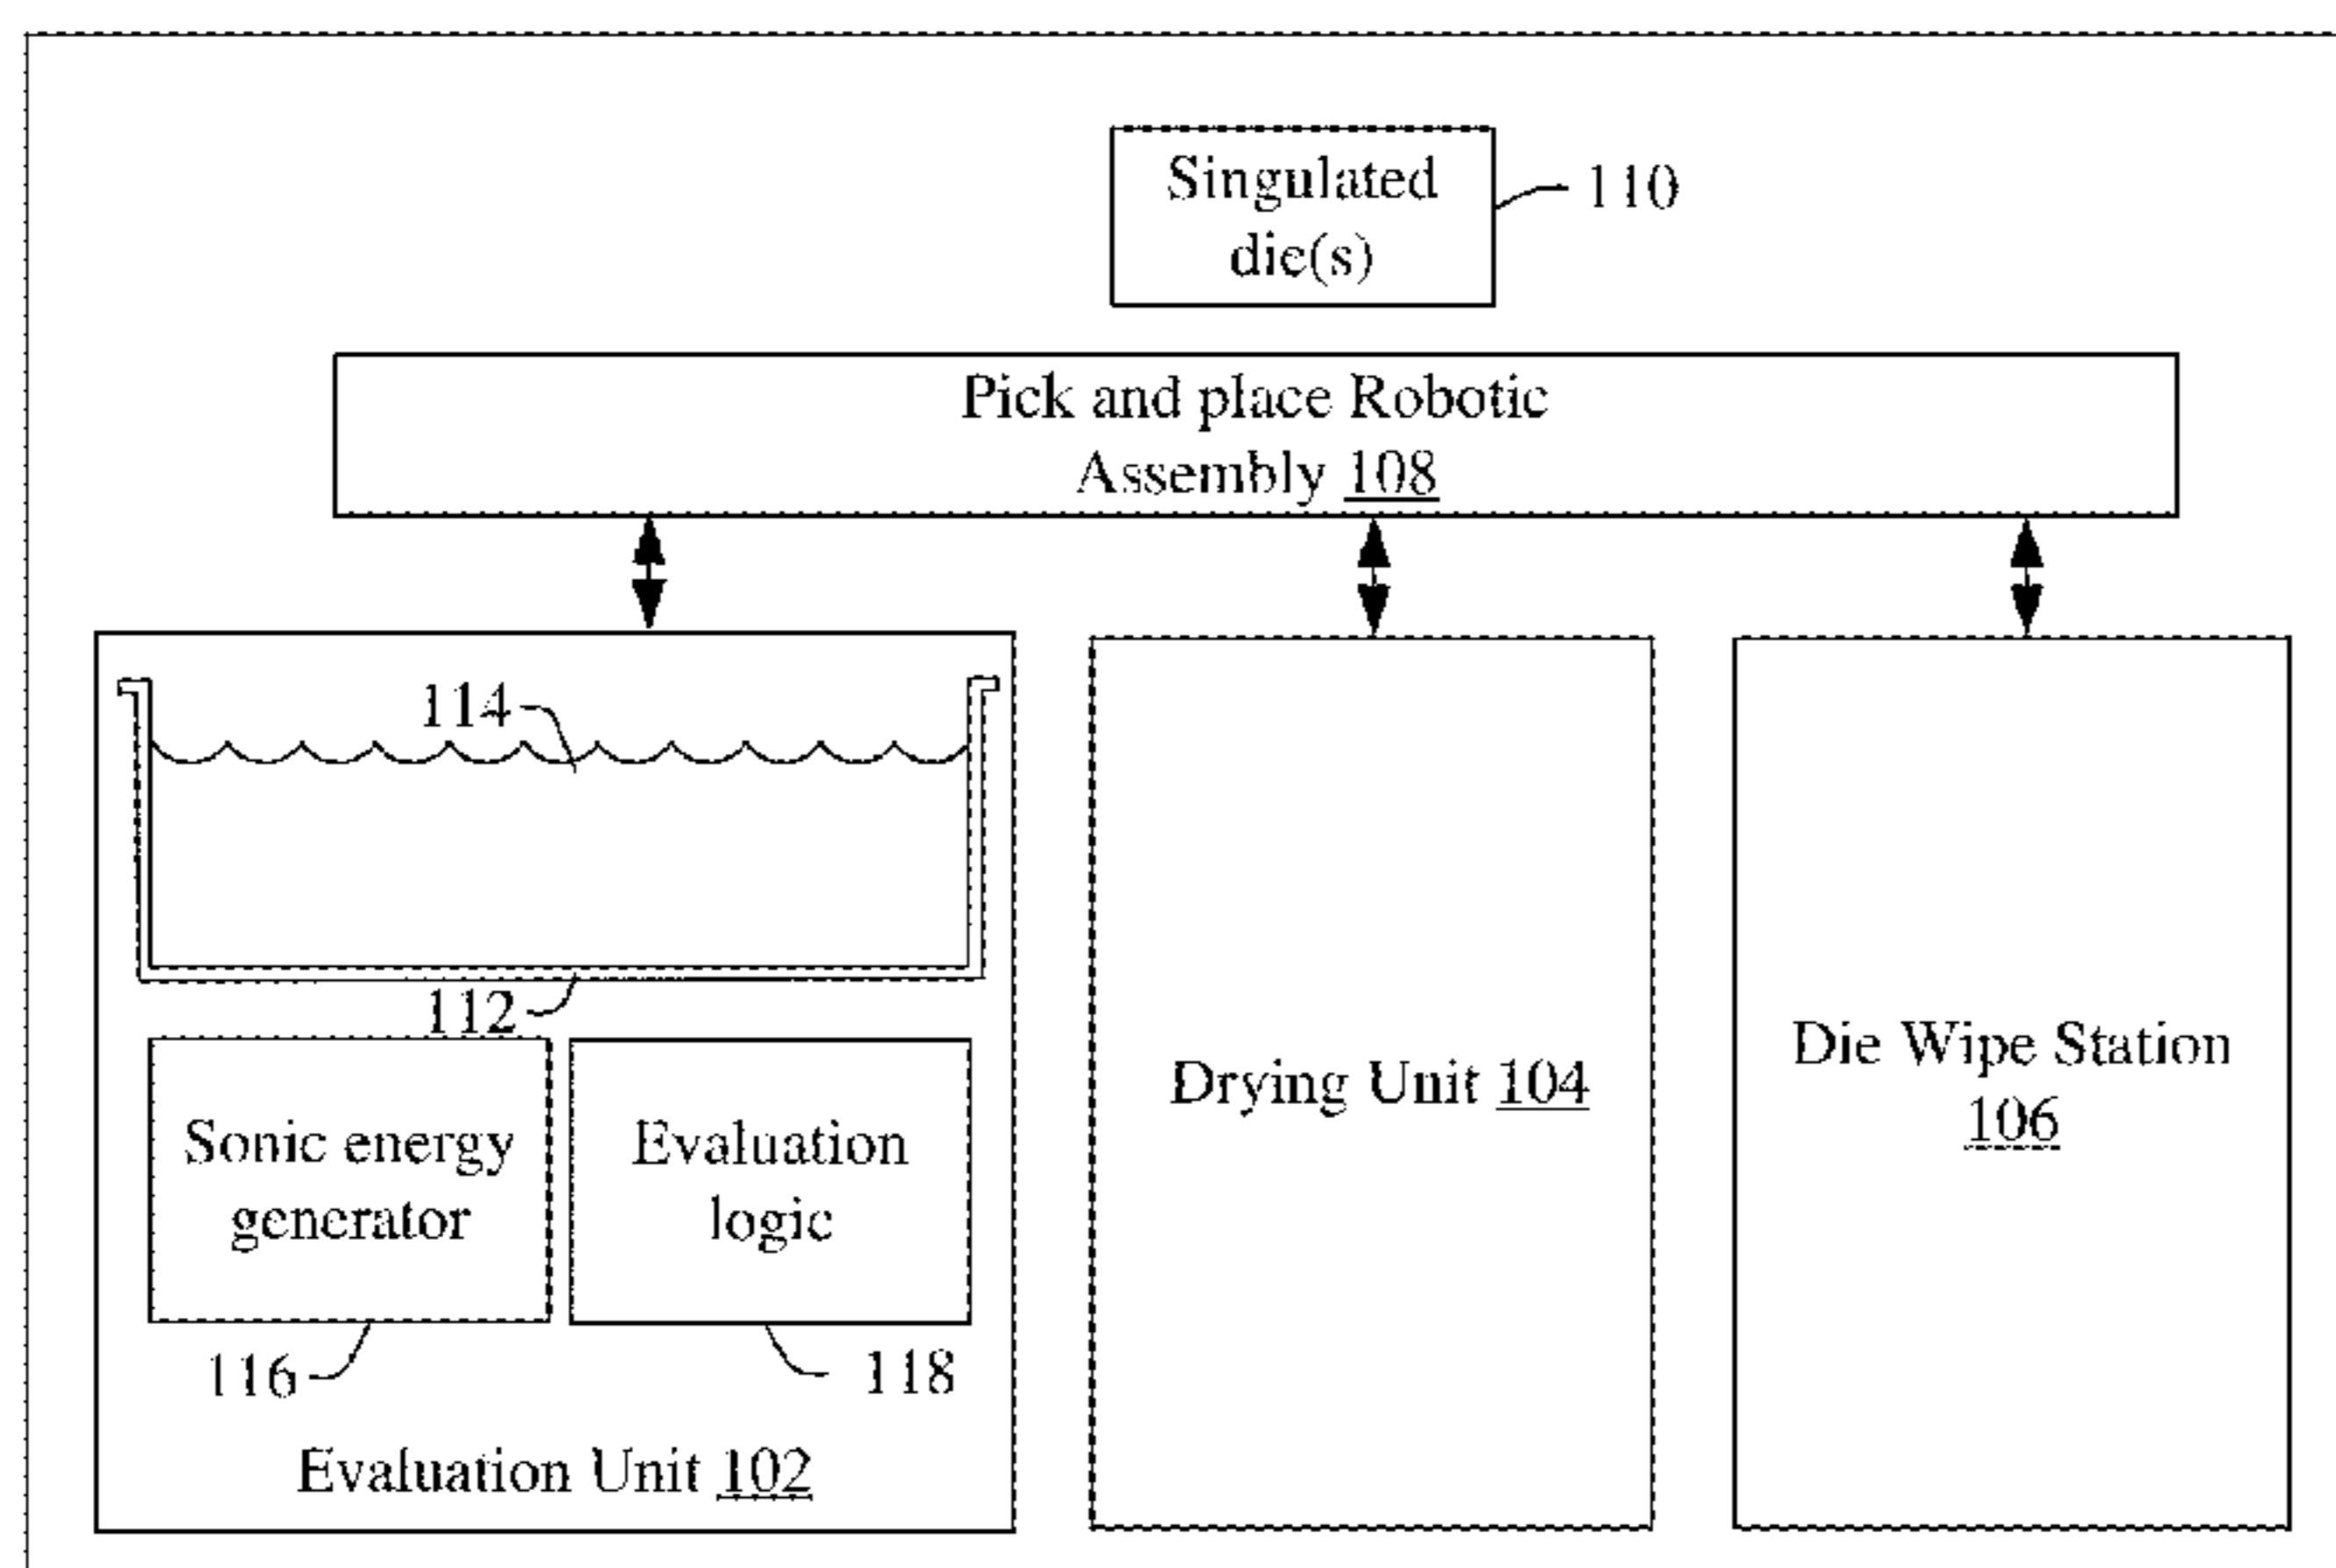 Singulated
die(s)
110
Pick and place Robotic
Assembly 108
114
112
Sonic energy
generator
Evaluation
logic
116
118
Evaluation Unit 102
Drying Unit 104
Die Wipe Station
106